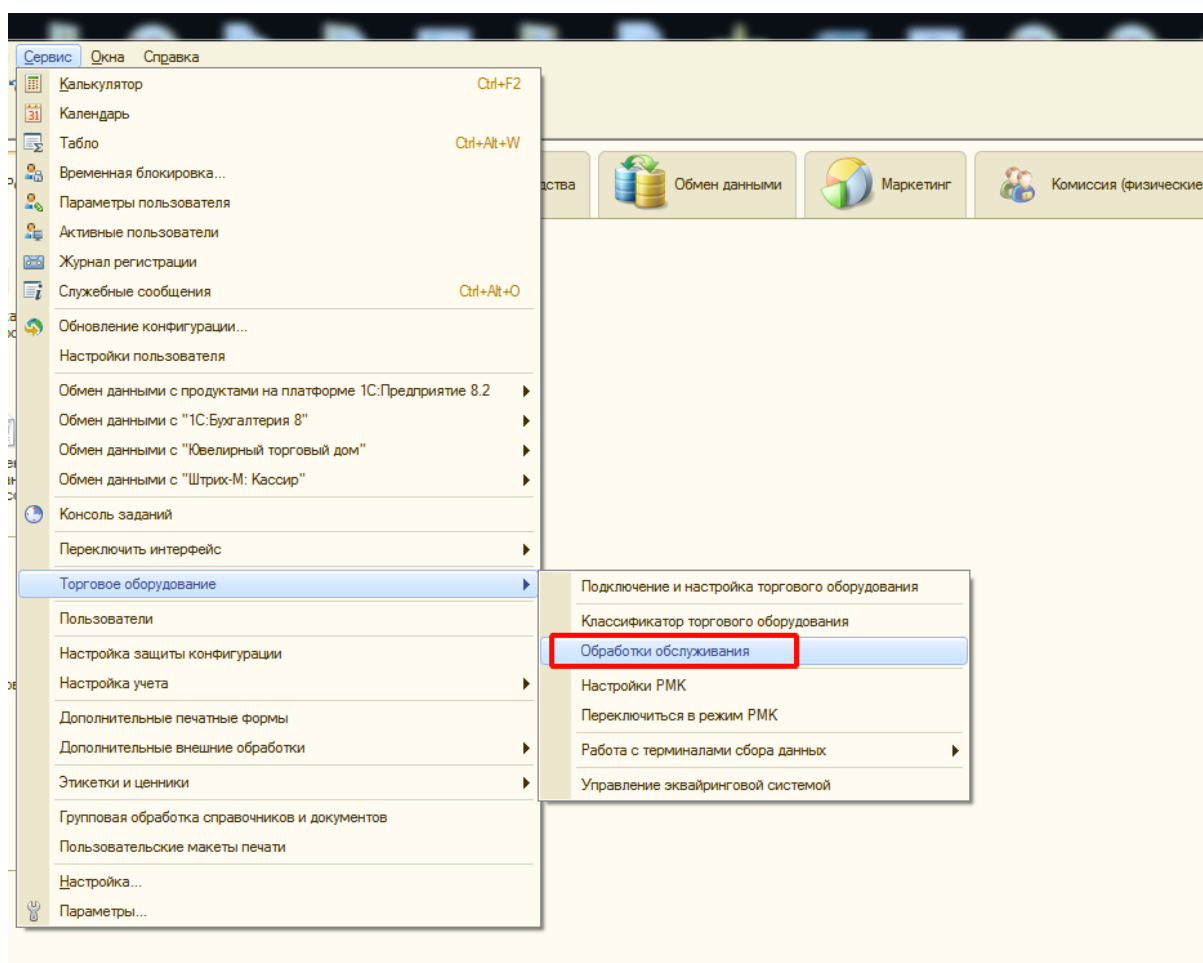 Сервис Окна Справка
Калькулятор Ctrl+F2
31 Календарь
Табло Ctrl+Alt+W
Временная блокировка...
Параметры пользователя
Активные пользователи
Журнал регистрации
Служебные сообщения Ctrl+Alt+O
Обновление конфигурации...
Настройки пользователя
Обмен данными с продуктами на платформе 1С:Предприятие 8.2
Обмен данными с "1С:Бухгалтерия 8"
Обмен данными с "Ювелирный торговый дом"
Обмен данными с "Штрих-М: Кассир"
Консоль заданий
Переключить интерфейс
Торговое оборудование
Пользователи
Настройка защиты конфигурации
Настройка учета
Дополнительные печатные формы
Дополнительные внешние обработки
Этикетки и ценники
Групповая обработка справочников и документов
Пользовательские макеты печати
Настройка...
Параметры...
дства Обмен данными Маркетинг Комиссия (физические
Подключение и настройка торгового оборудования
Классификатор торгового оборудования
Обработки обслуживания
Настройки РМК
Переключиться в режим РМК
Работа с терминалами сбора данных
Управление эквайринговой системой